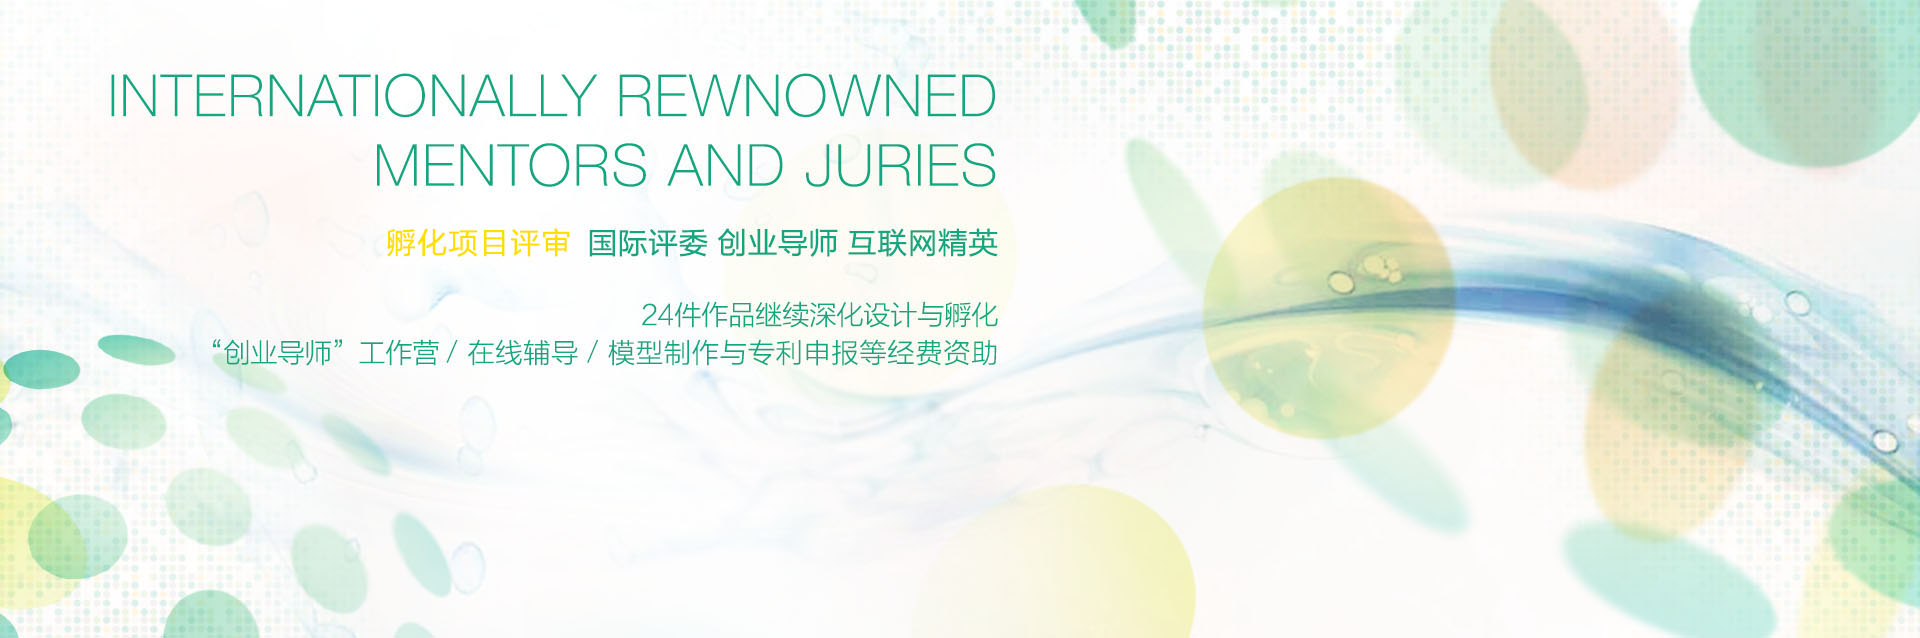 INTERNATIONALLY REWNOWNED
MENTORS AND JURIES
孵化项目评审 国际评委 创业导师 互联网精英
24件作品继续深化设计与孵化
“创业导师”工作营 / 在线辅导 / 模型制作与专利申报等经费资助